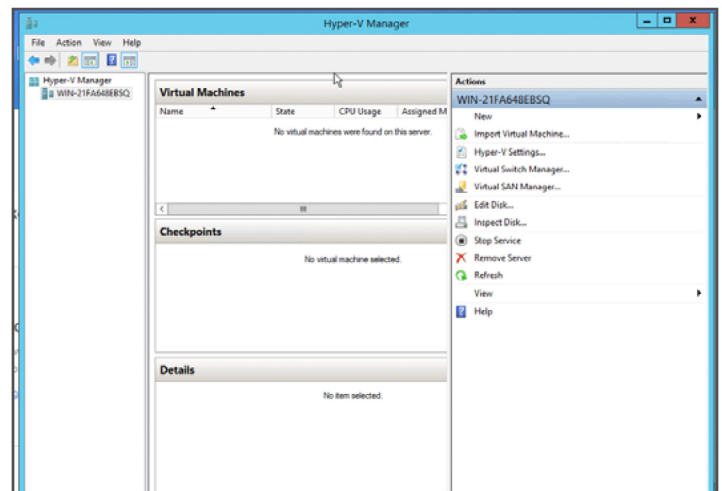 Hyper-V Manager
File Action View Help
Hyper-V Manager
WIN-21FA648EBSQ
Virtual Machines
Name State CPU Usage Assigned M
No virtual machines were found on this server.
Checkpoints
No virtual machine selected.
Details
No item selected.
Actions
WIN-21FA648EBSQ
New
Import Virtual Machine...
Hyper-V Settings...
Virtual Switch Manager...
Virtual SAN Manager...
Edit Disk...
Inspect Disk...
Stop Service
Remove Server
Refresh
View
Help